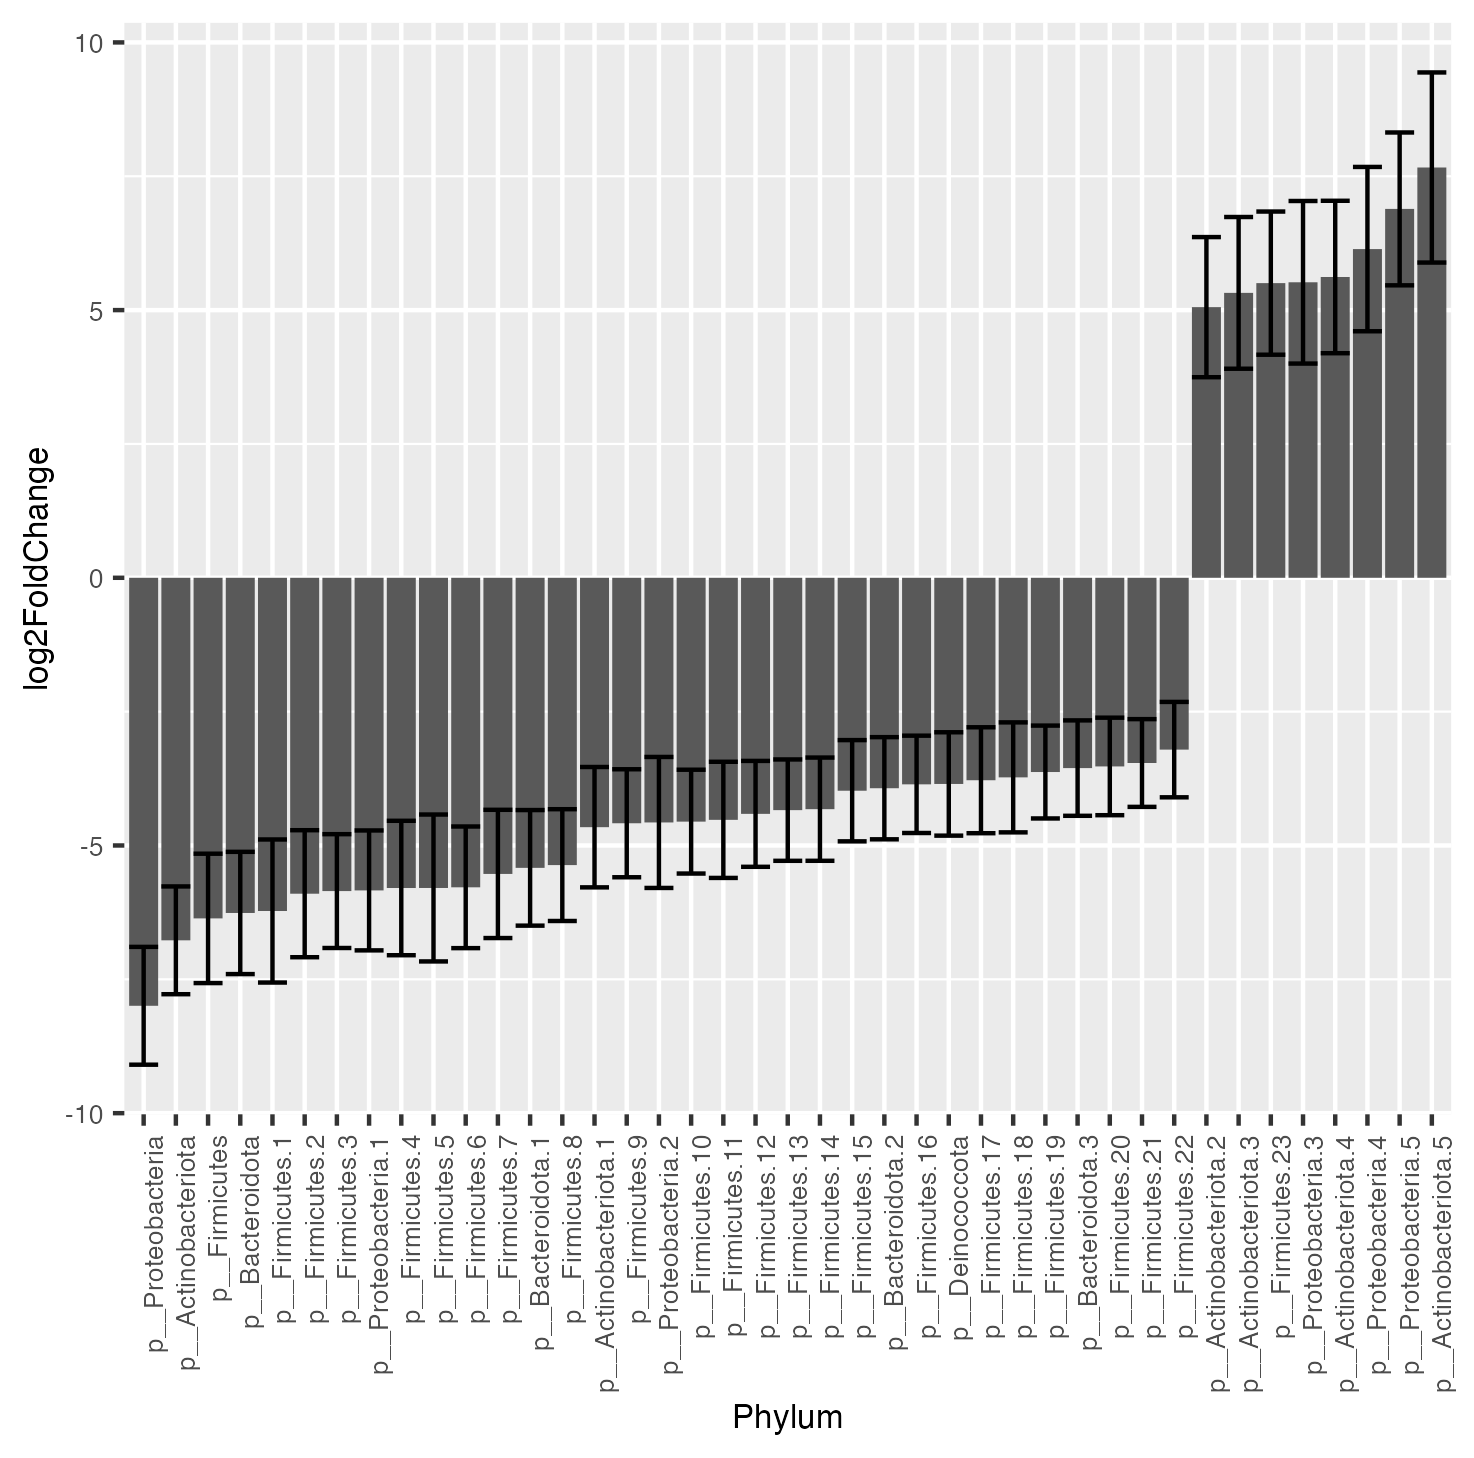 10
5
0
-5
-10
log2FoldChange
p__Proteobacteria
p__Actinobacteriota
p__Firmicutes
p__Bacteroidota
p__Firmicutes.1
p__Firmicutes.2
p__Firmicutes.3
p__Proteobacteria.1
p__Firmicutes.4
p__Firmicutes.5
p__Firmicutes.6
p__Firmicutes.7
p__Bacteroidota.1
p__Firmicutes.8
p__Actinobacteriota.1
p__Firmicutes.9
p__Proteobacteria.2
p__Firmicutes.10
p__Firmicutes.11
p__Firmicutes.12
p__Firmicutes.13
p__Firmicutes.14
p__Firmicutes.15
p__Bacteroidota.2
p__Firmicutes.16
p__Deinococcota
p__Firmicutes.17
p__Firmicutes.18
p__Firmicutes.19
p__Bacteroidota.3
p__Firmicutes.20
p__Firmicutes.21
p__Firmicutes.22
p__Actinobacteriota.2
p__Actinobacteriota.3
p__Firmicutes.23
p__Proteobacteria.3
p__Actinobacteriota.4
p__Proteobacteria.4
p__Proteobacteria.5
p__Actinobacteriota.5
Phylum